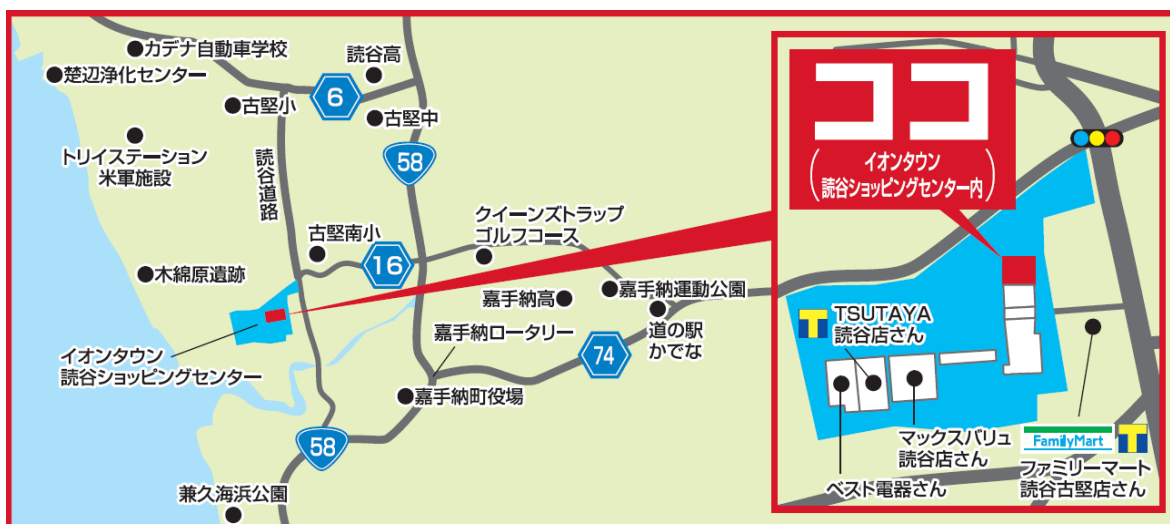 カデナ自動車学校
楚辺浄化センター
読谷高
6
古堅小
古堅中
トリイステーション
米軍施設
読谷道路
58
クイーンズトラップ
ゴルフコース
古堅南小
16
木綿原遺跡
嘉手納高
嘉手納運動公園
道の駅
かでな
嘉手納ロータリー
74
イオンタウン
読谷ショッピングセンター
嘉手納町役場
58
兼久海浜公園
ココ
(イオンタウン
読谷ショッピングセンター内)
T
TSUTAYA
読谷店さん
マックスバリュ
読谷店さん
ベスト電器さん
FamilyMart
T
ファミリーマート
読谷古堅店さん